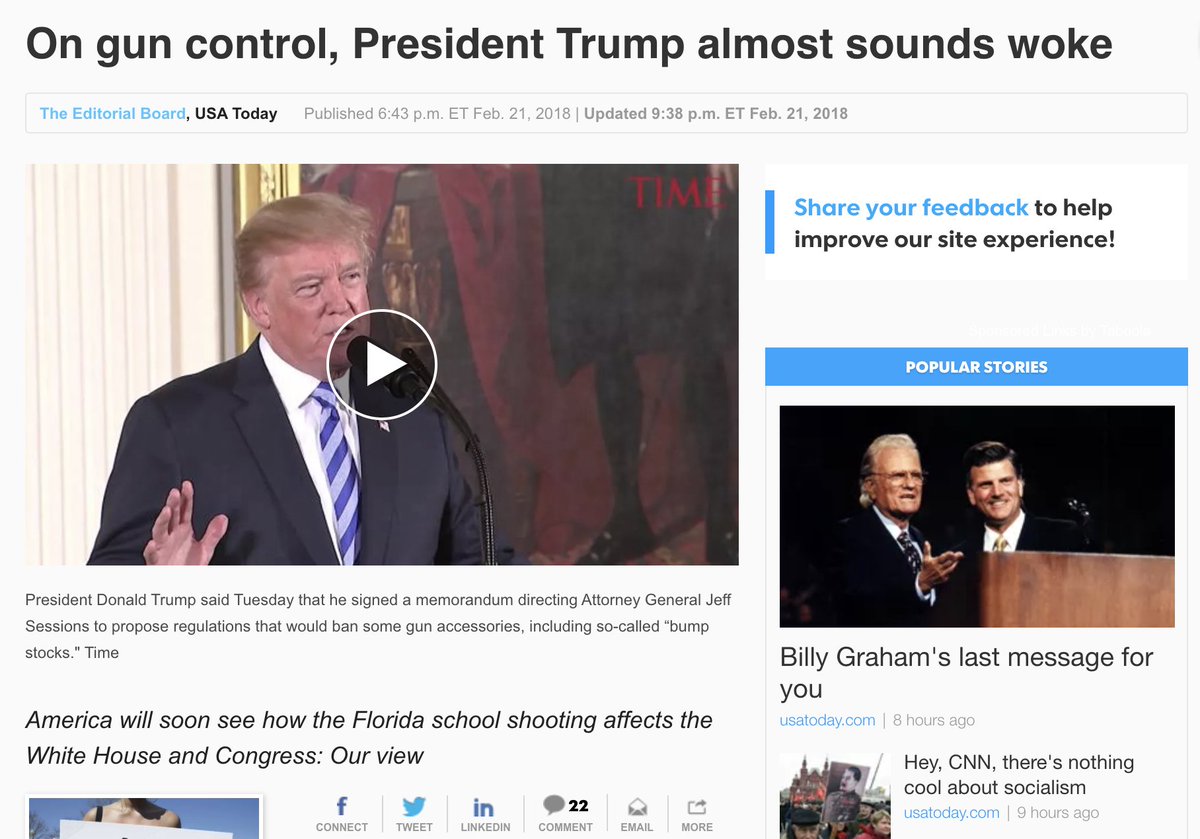 On gun control, President Trump almost sounds woke
The Editorial Board, USA Today Published 6:43 p.m. ET Feb. 21, 2018 | Updated 9:38 p.m. ET Feb. 21, 2018
TIME
President Donald Trump said Tuesday that he signed a memorandum directing Attorney General Jeff
Sessions to propose regulations that would ban some gun accessories, including so-called “bump
stocks." Time
America will soon see how the Florida school shooting affects the
White House and Congress: Our view
f
CONNECT
TWEET
in
LINKEDIN
22
COMMENT
EMAIL
MORE
Share your feedback to help
improve our site experience!
Sponsored Links by Taboola
POPULAR STORIES
Billy Graham's last message for
you
usatoday.com | 8 hours ago
Hey, CNN, there's nothing
cool about socialism
usatoday.com | 9 hours ago